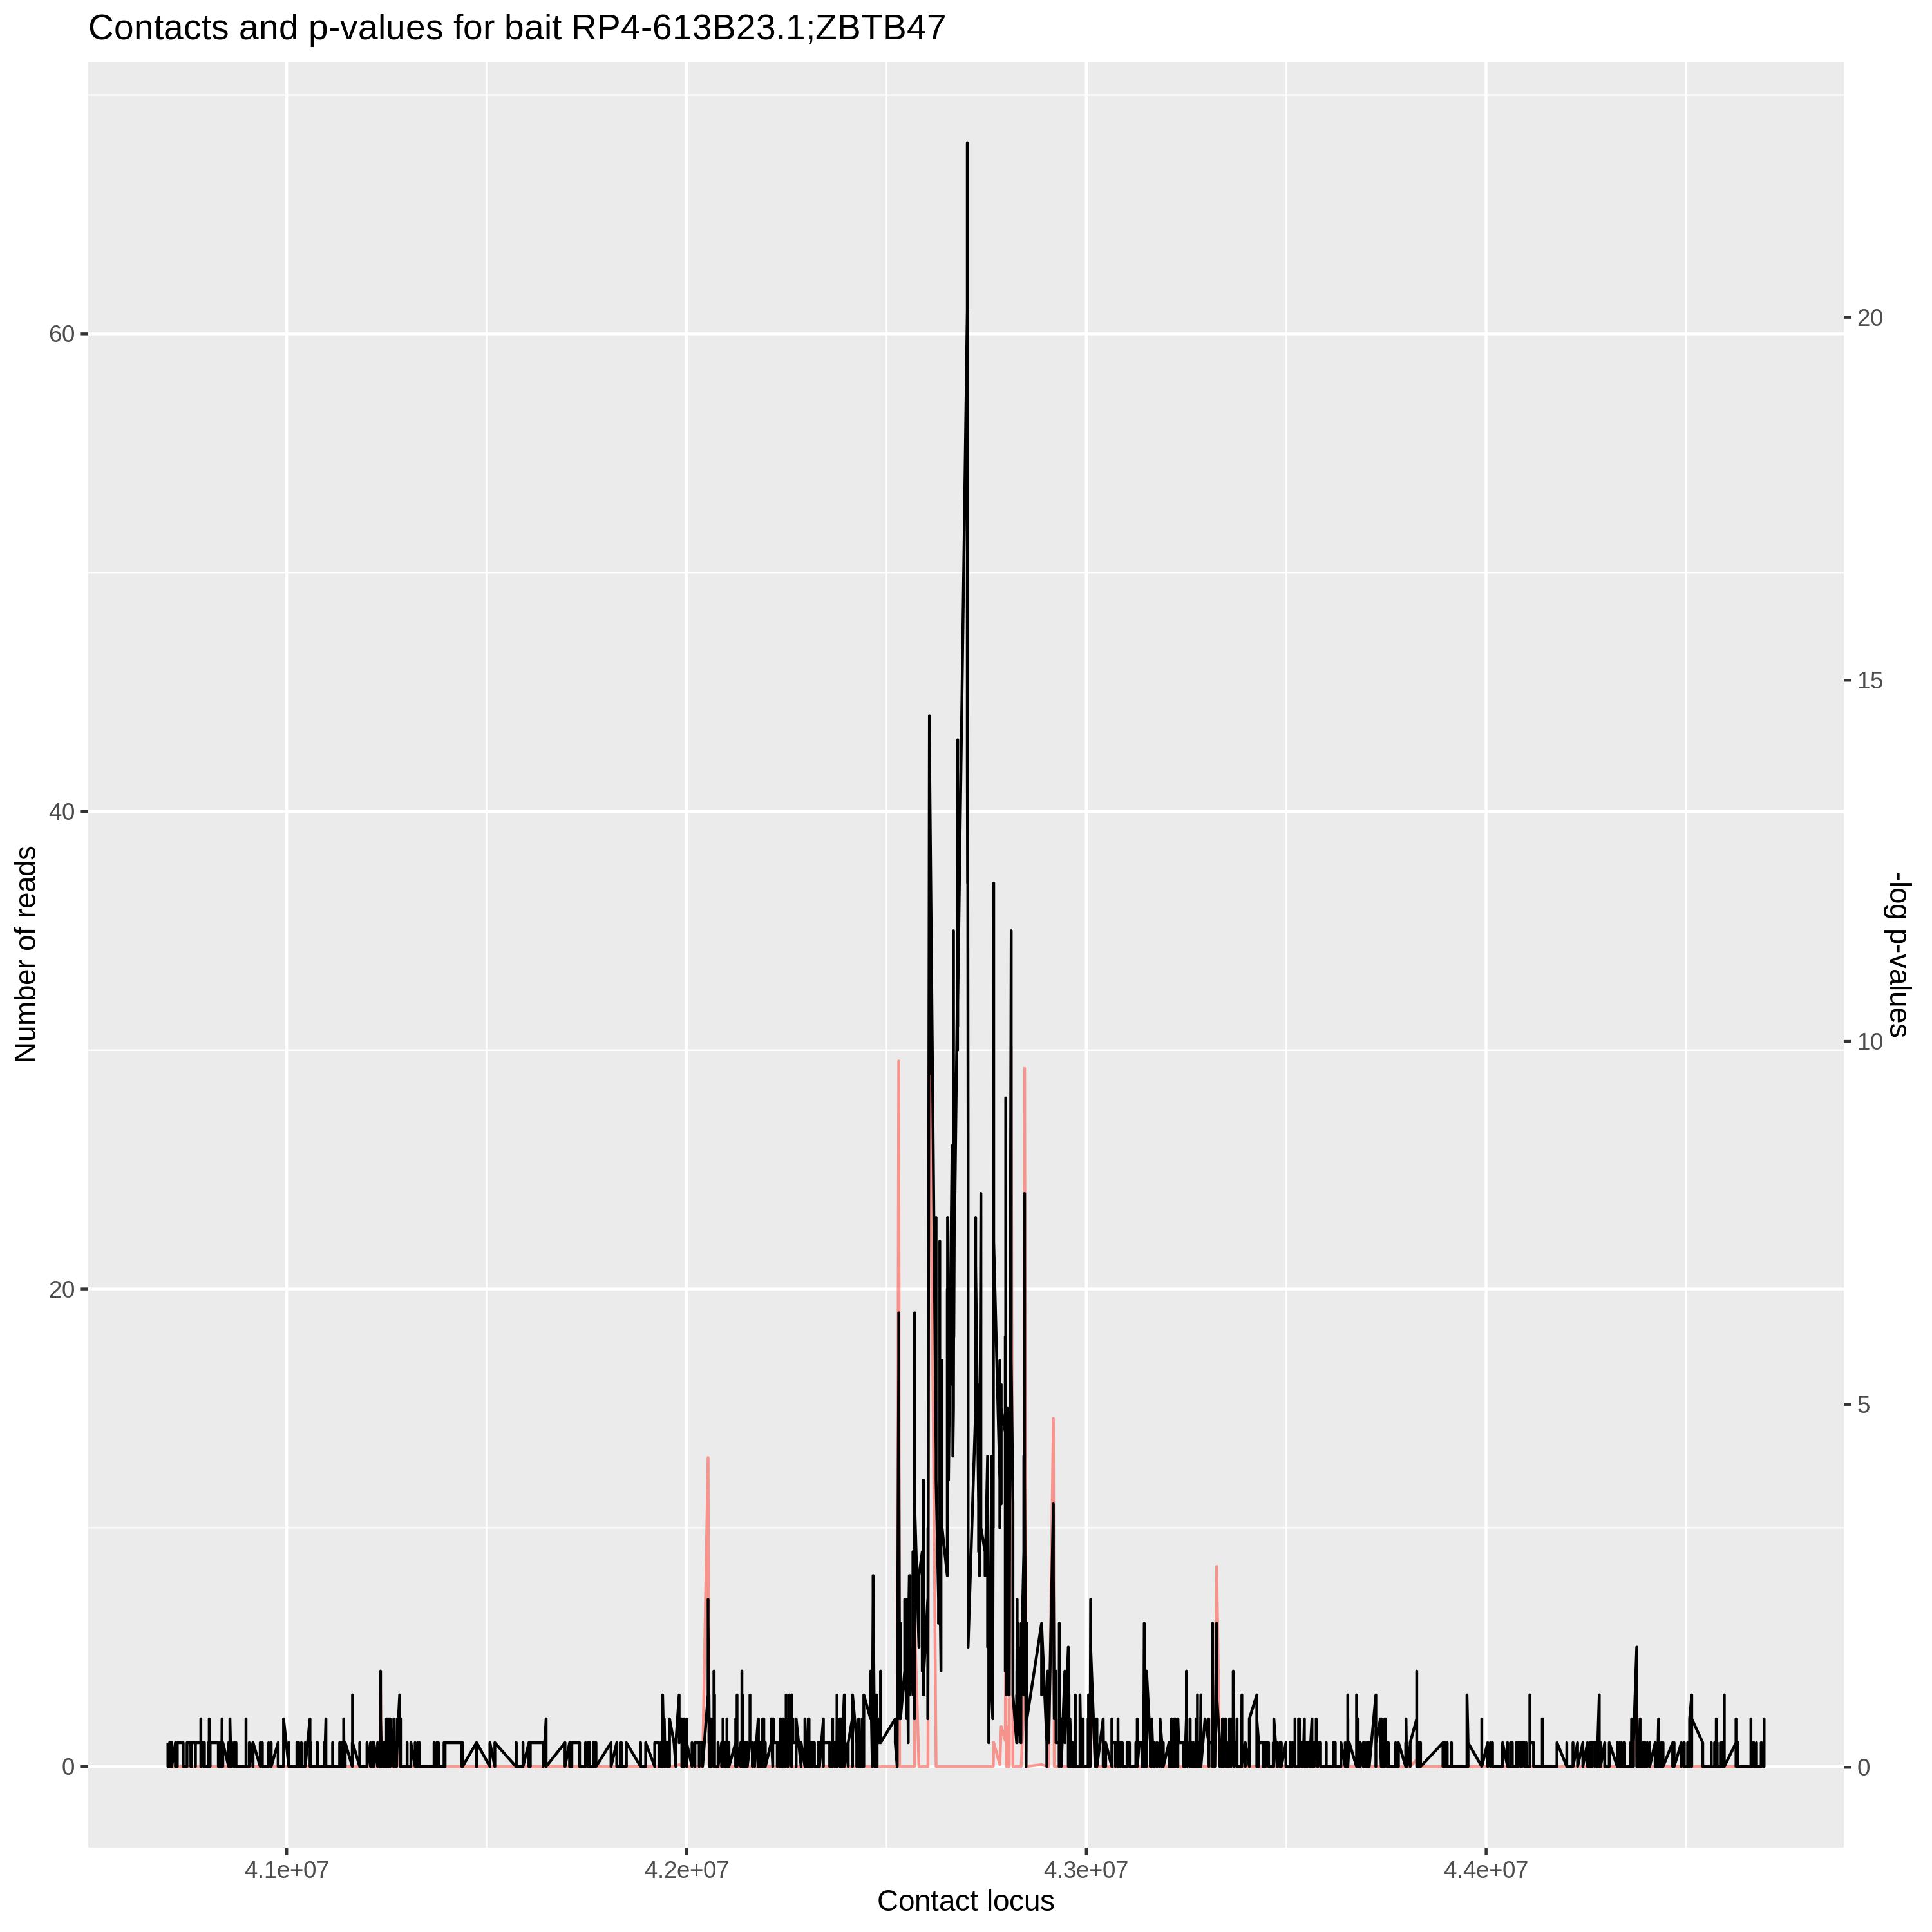 Contacts and p-values for bait RP4-613B23.1;ZBTB47
Number of reads
60
40
20
0
20
15
10
5
0
-log p-values
4.1e+07
4.2e+07
4.3e+07
4.4e+07
Contact locus